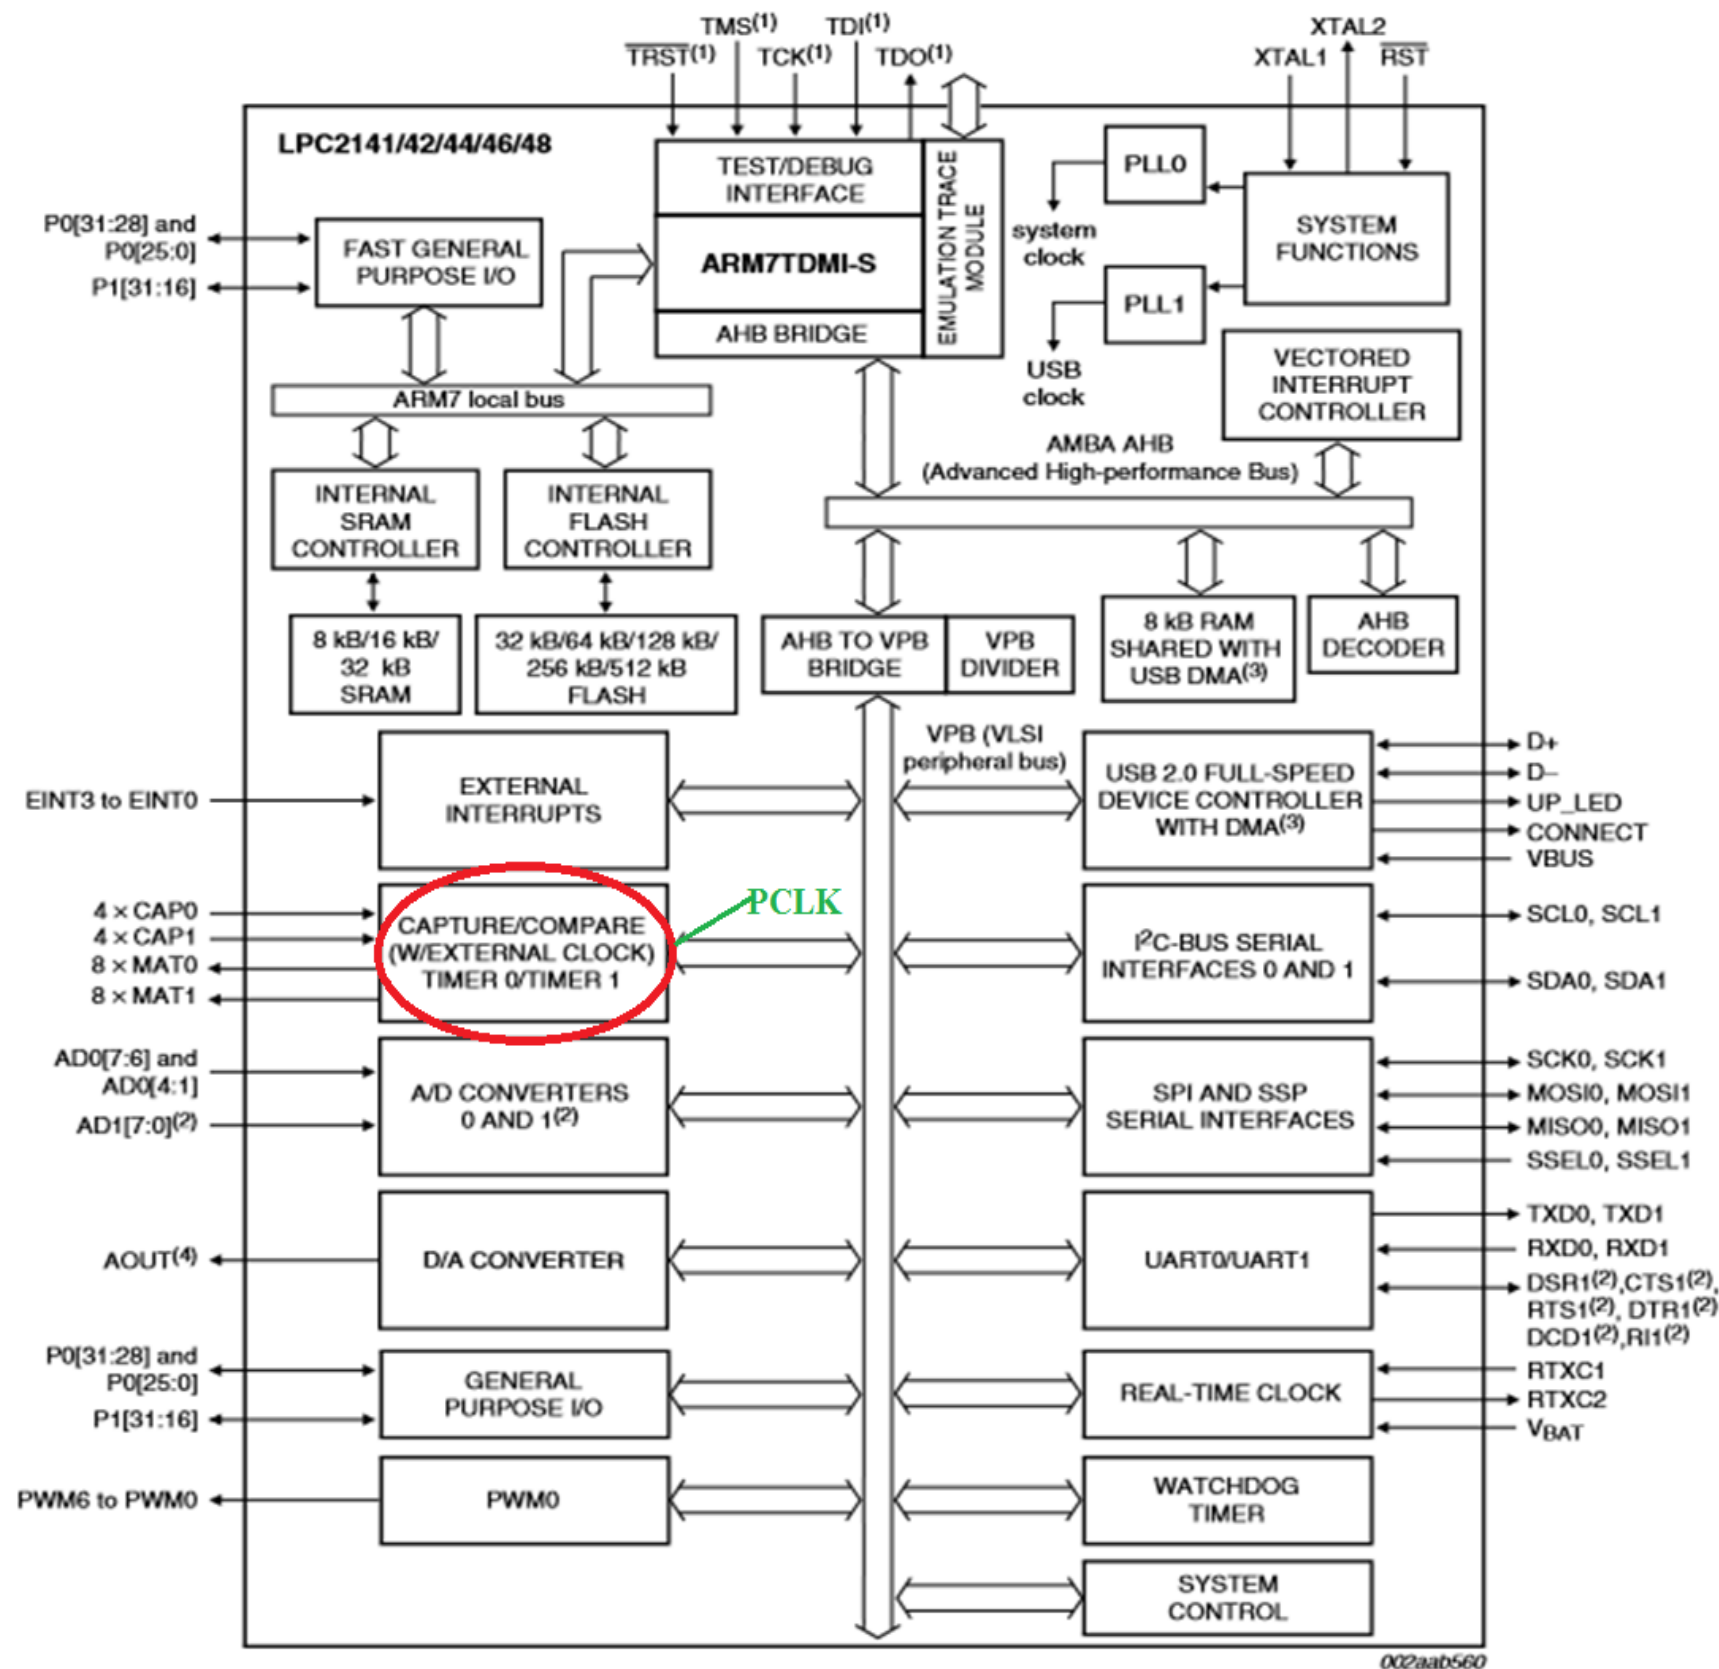 TMS(1)
TDI(1)
XTAL2
TRST(1)
TCK(1)
TDO(1)
XTAL1
RST
LPC2141/42/44/46/48
TEST/DEBUG
INTERFACE
ARM7TDMI-S
AHB BRIDGE
EMULATION TRACE
MODULE
PLL0
system
clock
PLL1
USB
clock
SYSTEM
FUNCTIONS
P0[31:28] and
P0[25:0]
P1[31:16]
FAST GENERAL
PURPOSE I/O
VECTORED
INTERRUPT
CONTROLLER
ARM7 local bus
AMBA AHB
(Advanced High-performance Bus)
INTERNAL
SRAM
CONTROLLER
INTERNAL
FLASH
CONTROLLER
8 kB/16 kB/
32 kB
SRAM
32 kB/64 kB/128 kB/
256 kB/512 kB
FLASH
AHB TO VPB
BRIDGE
VPB
DIVIDER
8 kB RAM
SHARED WITH
USB DMA(3)
AHB
DECODER
VPB (VLSI
peripheral bus)
EINT3 to EINT0
EXTERNAL
INTERRUPTS
USB 2.0 FULL-SPEED
DEVICE CONTROLLER
WITH DMA(3)
D+
D−
UP_LED
CONNECT
VBUS
4 × CAP0
4 × CAP1
8 × MAT0
8 × MAT1
CAPTURE/COMPARE
(W/EXTERNAL CLOCK)
TIMER 0/TIMER 1
PCLK
I2C-BUS SERIAL
INTERFACES 0 AND 1
SCL0, SCL1
SDA0, SDA1
AD0[7:6] and
AD0[4:1]
AD1[7:0](2)
A/D CONVERTERS
0 AND 1(2)
SPI AND SSP
SERIAL INTERFACES
SCK0, SCK1
MOSI0, MOSI1
MISO0, MISO1
SSEL0, SSEL1
AOUT(4)
D/A CONVERTER
UART0/UART1
TXD0, TXD1
RXD0, RXD1
DSR1(2),CTS1(2),
RTS1(2), DTR1(2)
DCD1(2),RI1(2)
P0[31:28] and
P0[25:0]
P1[31:16]
GENERAL
PURPOSE I/O
REAL-TIME CLOCK
RTXC1
RTXC2
VBAT
PWM6 to PWM0
PWM0
WATCHDOG
TIMER
SYSTEM
CONTROL
002aab560